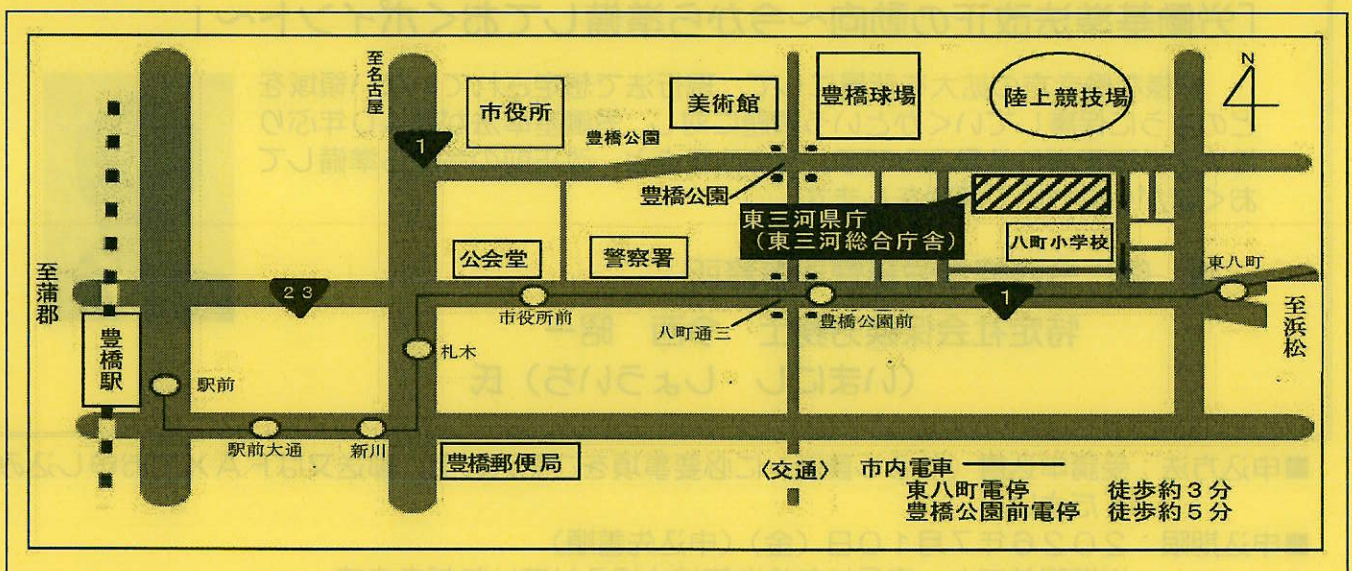 至名古屋
市役所
美術館
豊橋球場
陸上競技場
N
1
豊橋公園
豊橋公園
東三河県庁
（東三河総合庁舎）
八町小学校
公会堂
警察署
東八町
至蒲郡
23
市役所前
八町通三
豊橋公園前
1
至浜松
豊橋駅
札木
駅前
駅前大通
新川
豊橋郵便局
〈交通〉 市内電車
東八町電停 徒歩約３分
豊橋公園前電停 徒歩約５分